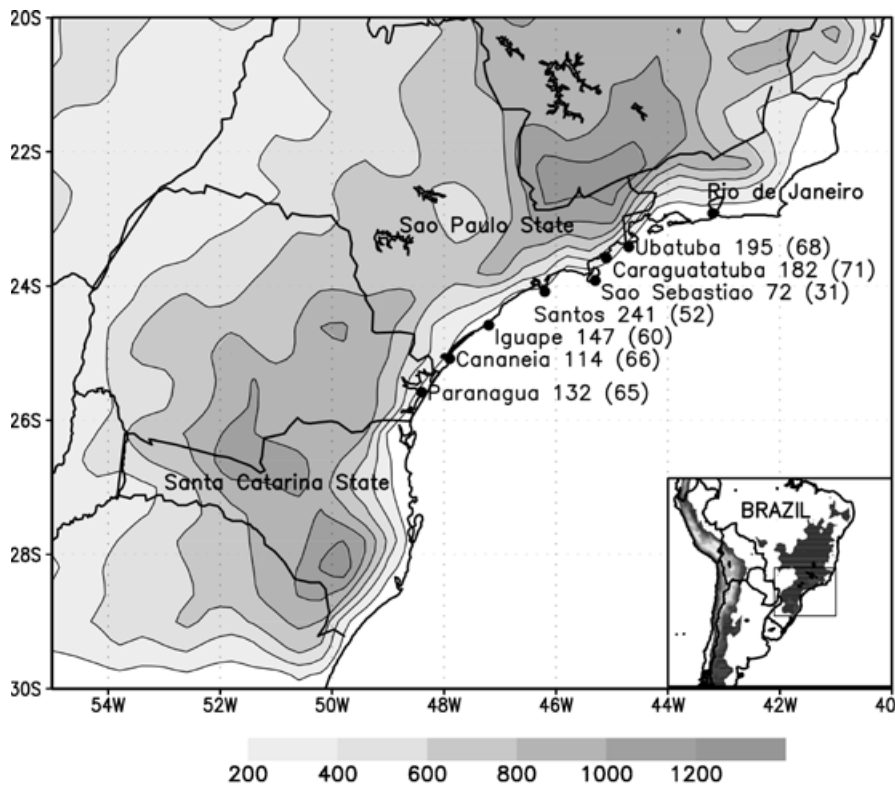 20S
22S
24S
26S
28S
30S
Rio de Janeiro
Sao Paulo State
Ubatuba 195 (68)
Caraguatatuba 182 (71)
Sao Sebastiao 72 (31)
Santos 241 (52)
Iguape 147 (60)
Cananeia 114 (66)
Paranagua 132 (65)
Santa Catarina State
BRAZIL
54W 52W 50W 48W 46W 44W 42W 40
200 400 600 800 1000 1200